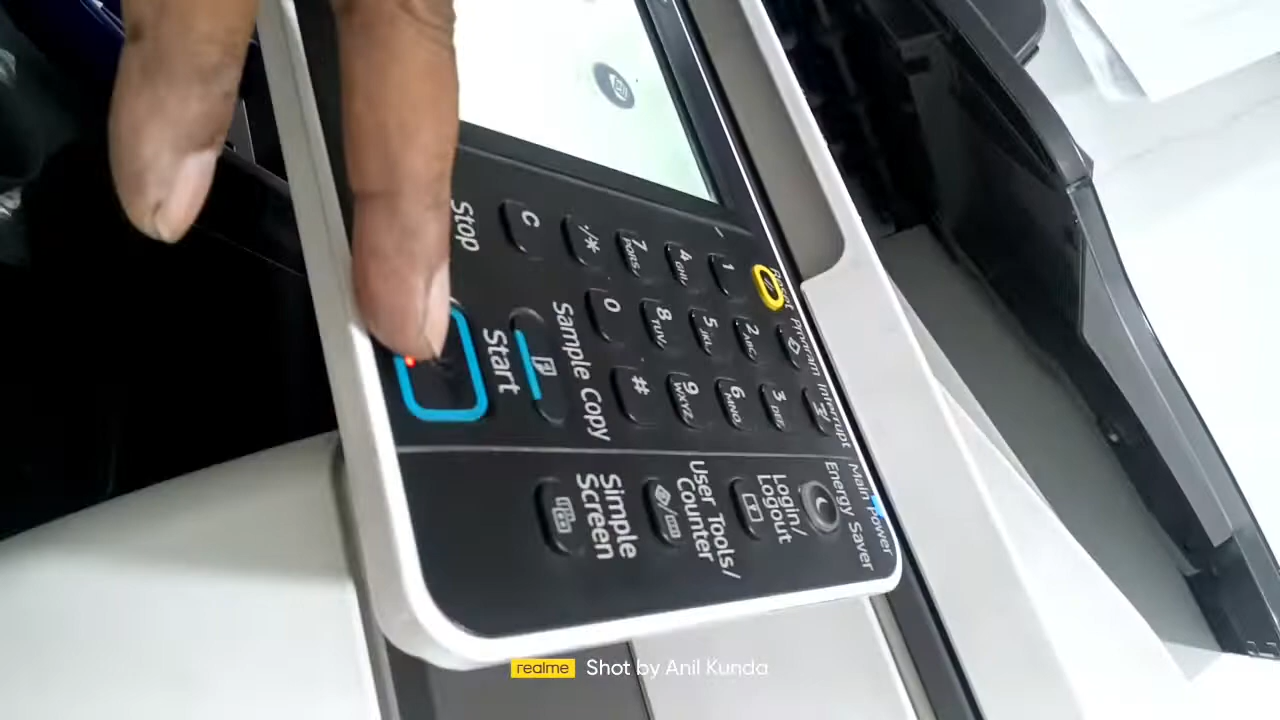 Reset
Program
Interrupt
Main Power
Energy Saver
1
2 ABC
3 DEF
Login/
Logout
4 GHI
5 JKL
6 MNO
User Tools/
Counter
7 PQRS
8 TUV
9 WXYZ
./*
0
#
Simple
Screen
C
Sample Copy
Stop
Start
realme Shot by Anil Kunda